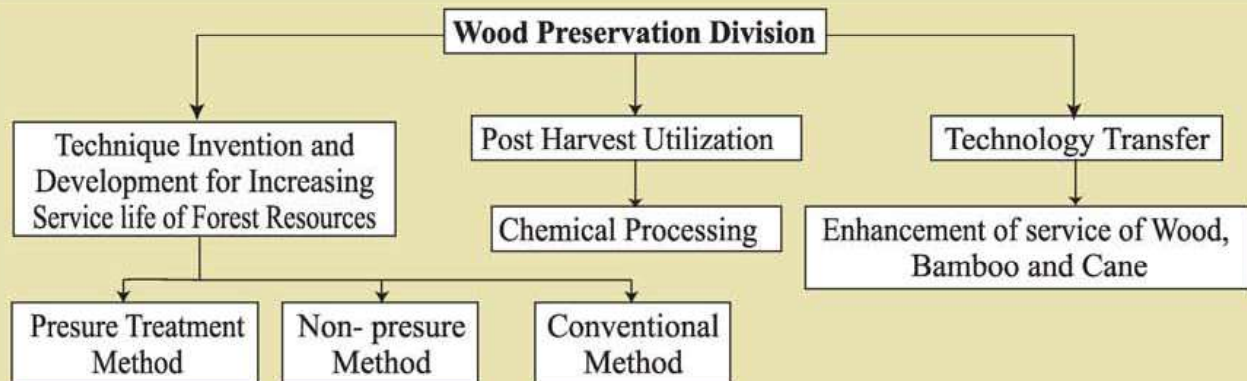 Wood Preservation Division
Technique Invention and
Development for Increasing
Service life of Forest Resources
Post Harvest Utilization
Technology Transfer
Chemical Processing
Enhancement of service of Wood,
Bamboo and Cane
Presure Treatment
Method
Non- presure
Method
Conventional
Method